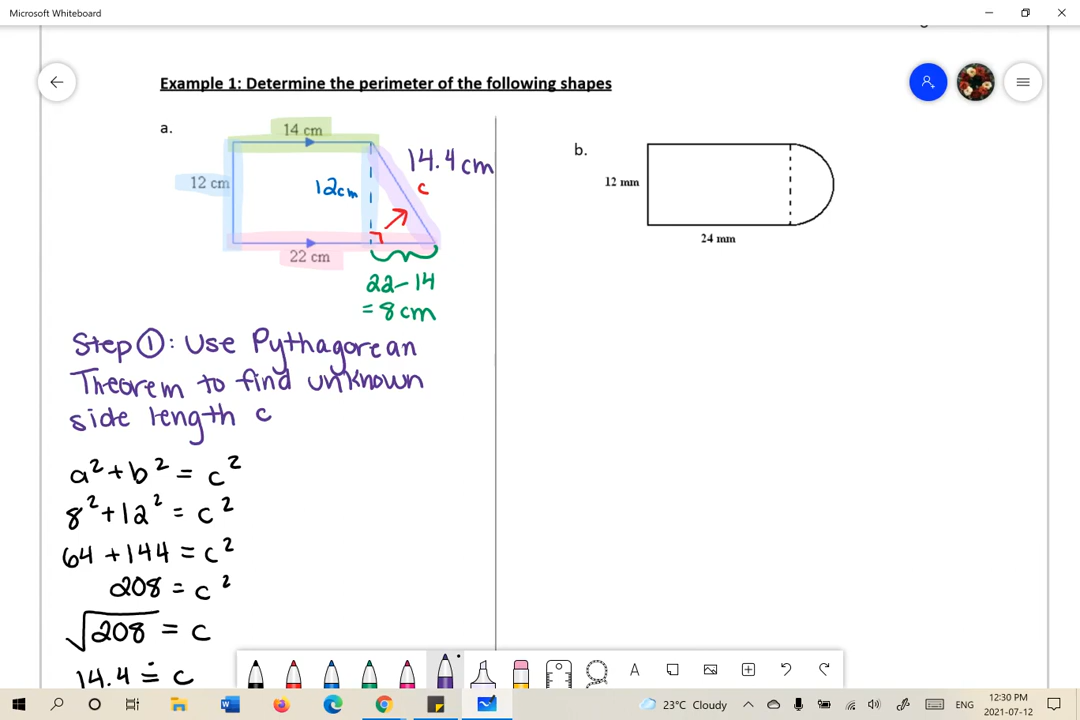 Microsoft Whiteboard
Example 1: Determine the perimeter of the following shapes
a.
14 cm
12 cm
12cm
14.4 cm
c
22 cm
22-14
= 8cm
Step ①: Use Pythagorean
Theorem to find unknown
side length c
a² + b² = c²
8² + 12² = c²
64 + 144 = c²
208 = c²
√208 = c
14.4 ≐ c
b.
12 mm
24 mm
A
23°C Cloudy
ENG
12:30 PM
2021-07-12